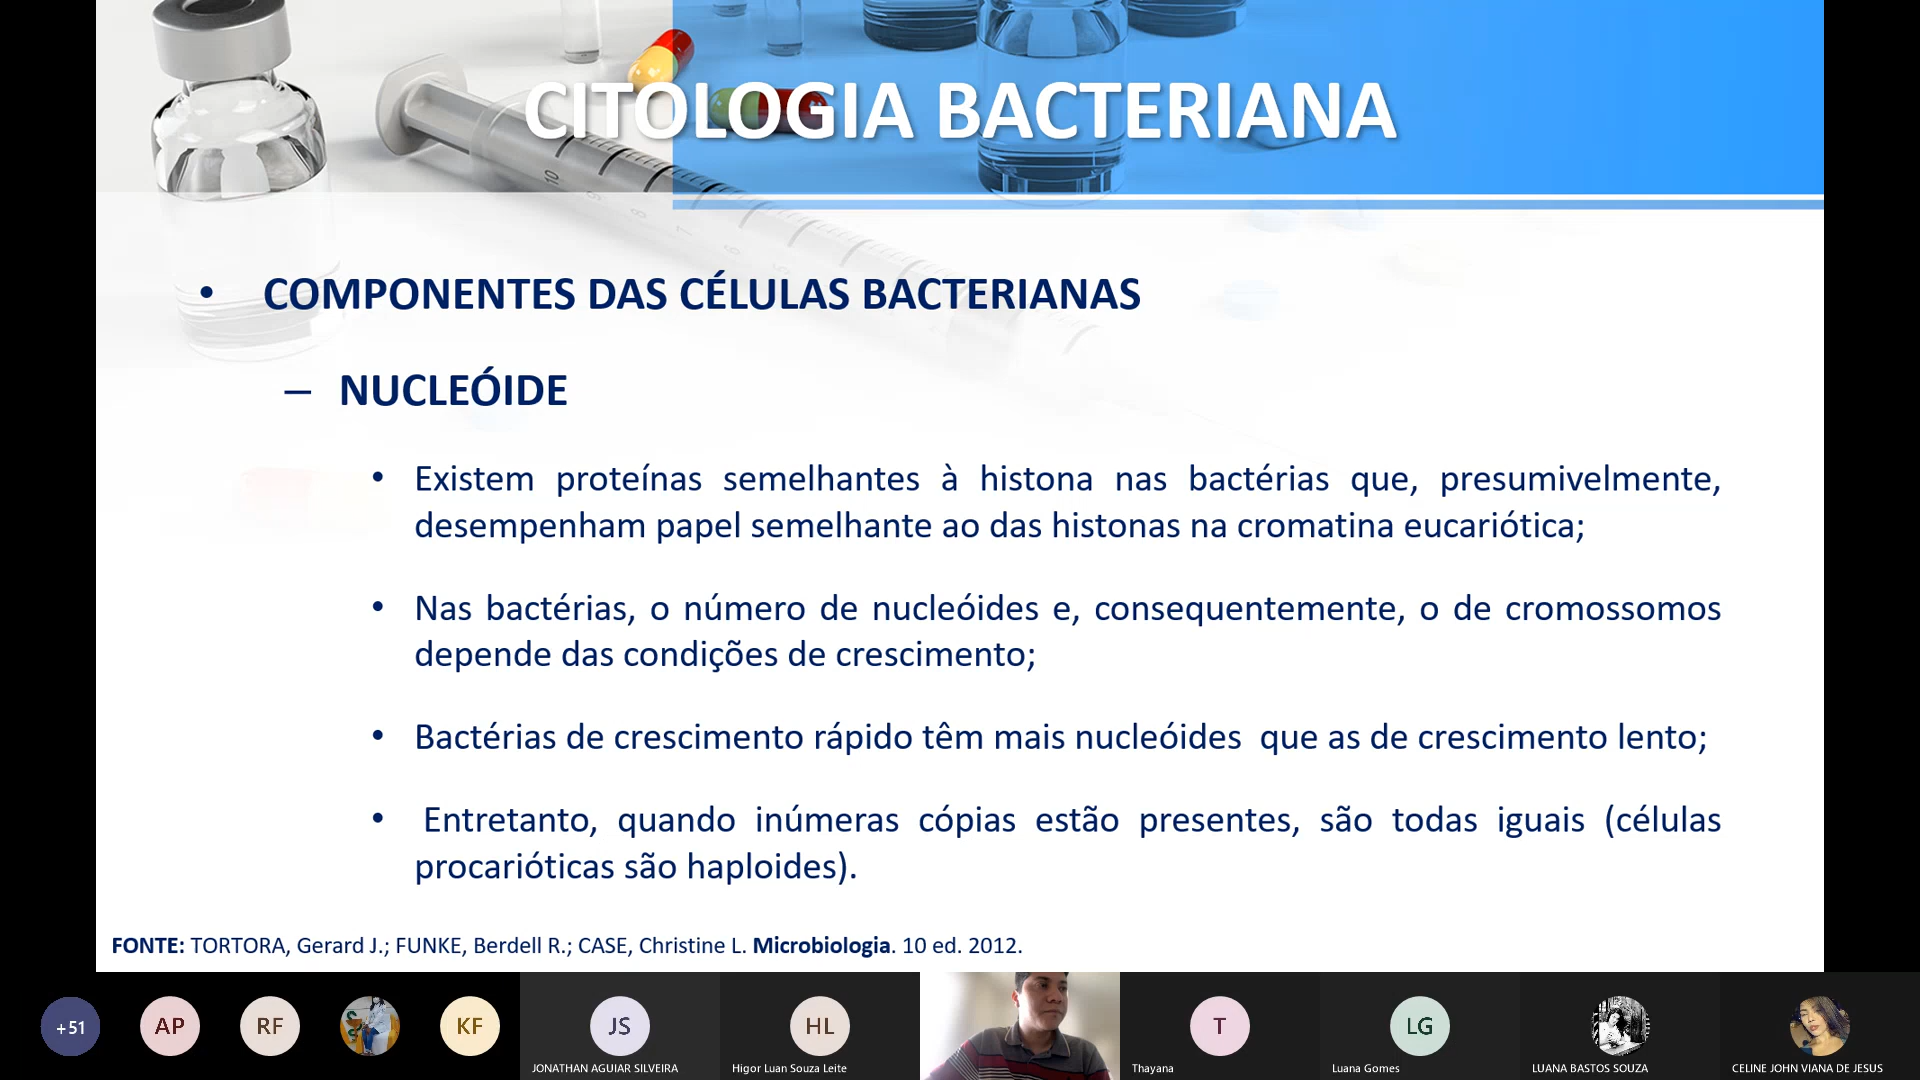 CITOLOGIA BACTERIANA
• COMPONENTES DAS CÉLULAS BACTERIANAS
– NUCLEÓIDE
• Existem proteínas semelhantes à histona nas bactérias que, presumivelmente,
desempenham papel semelhante ao das histonas na cromatina eucariótica;
• Nas bactérias, o número de nucleóides e, consequentemente, o de cromossomos
depende das condições de crescimento;
• Bactérias de crescimento rápido têm mais nucleóides que as de crescimento lento;
• Entretanto, quando inúmeras cópias estão presentes, são todas iguais (células
procarióticas são haploides).
FONTE: TORTORA, Gerard J.; FUNKE, Berdell R.; CASE, Christine L. Microbiologia. 10 ed. 2012.
+51 AP RF KF JS HL T LG
JONATHAN AGUIAR SILVEIRA Higor Luan Souza Leite Thayana Luana Gomes LUANA BASTOS SOUZA CELINE JOHN VIANA DE JESUS